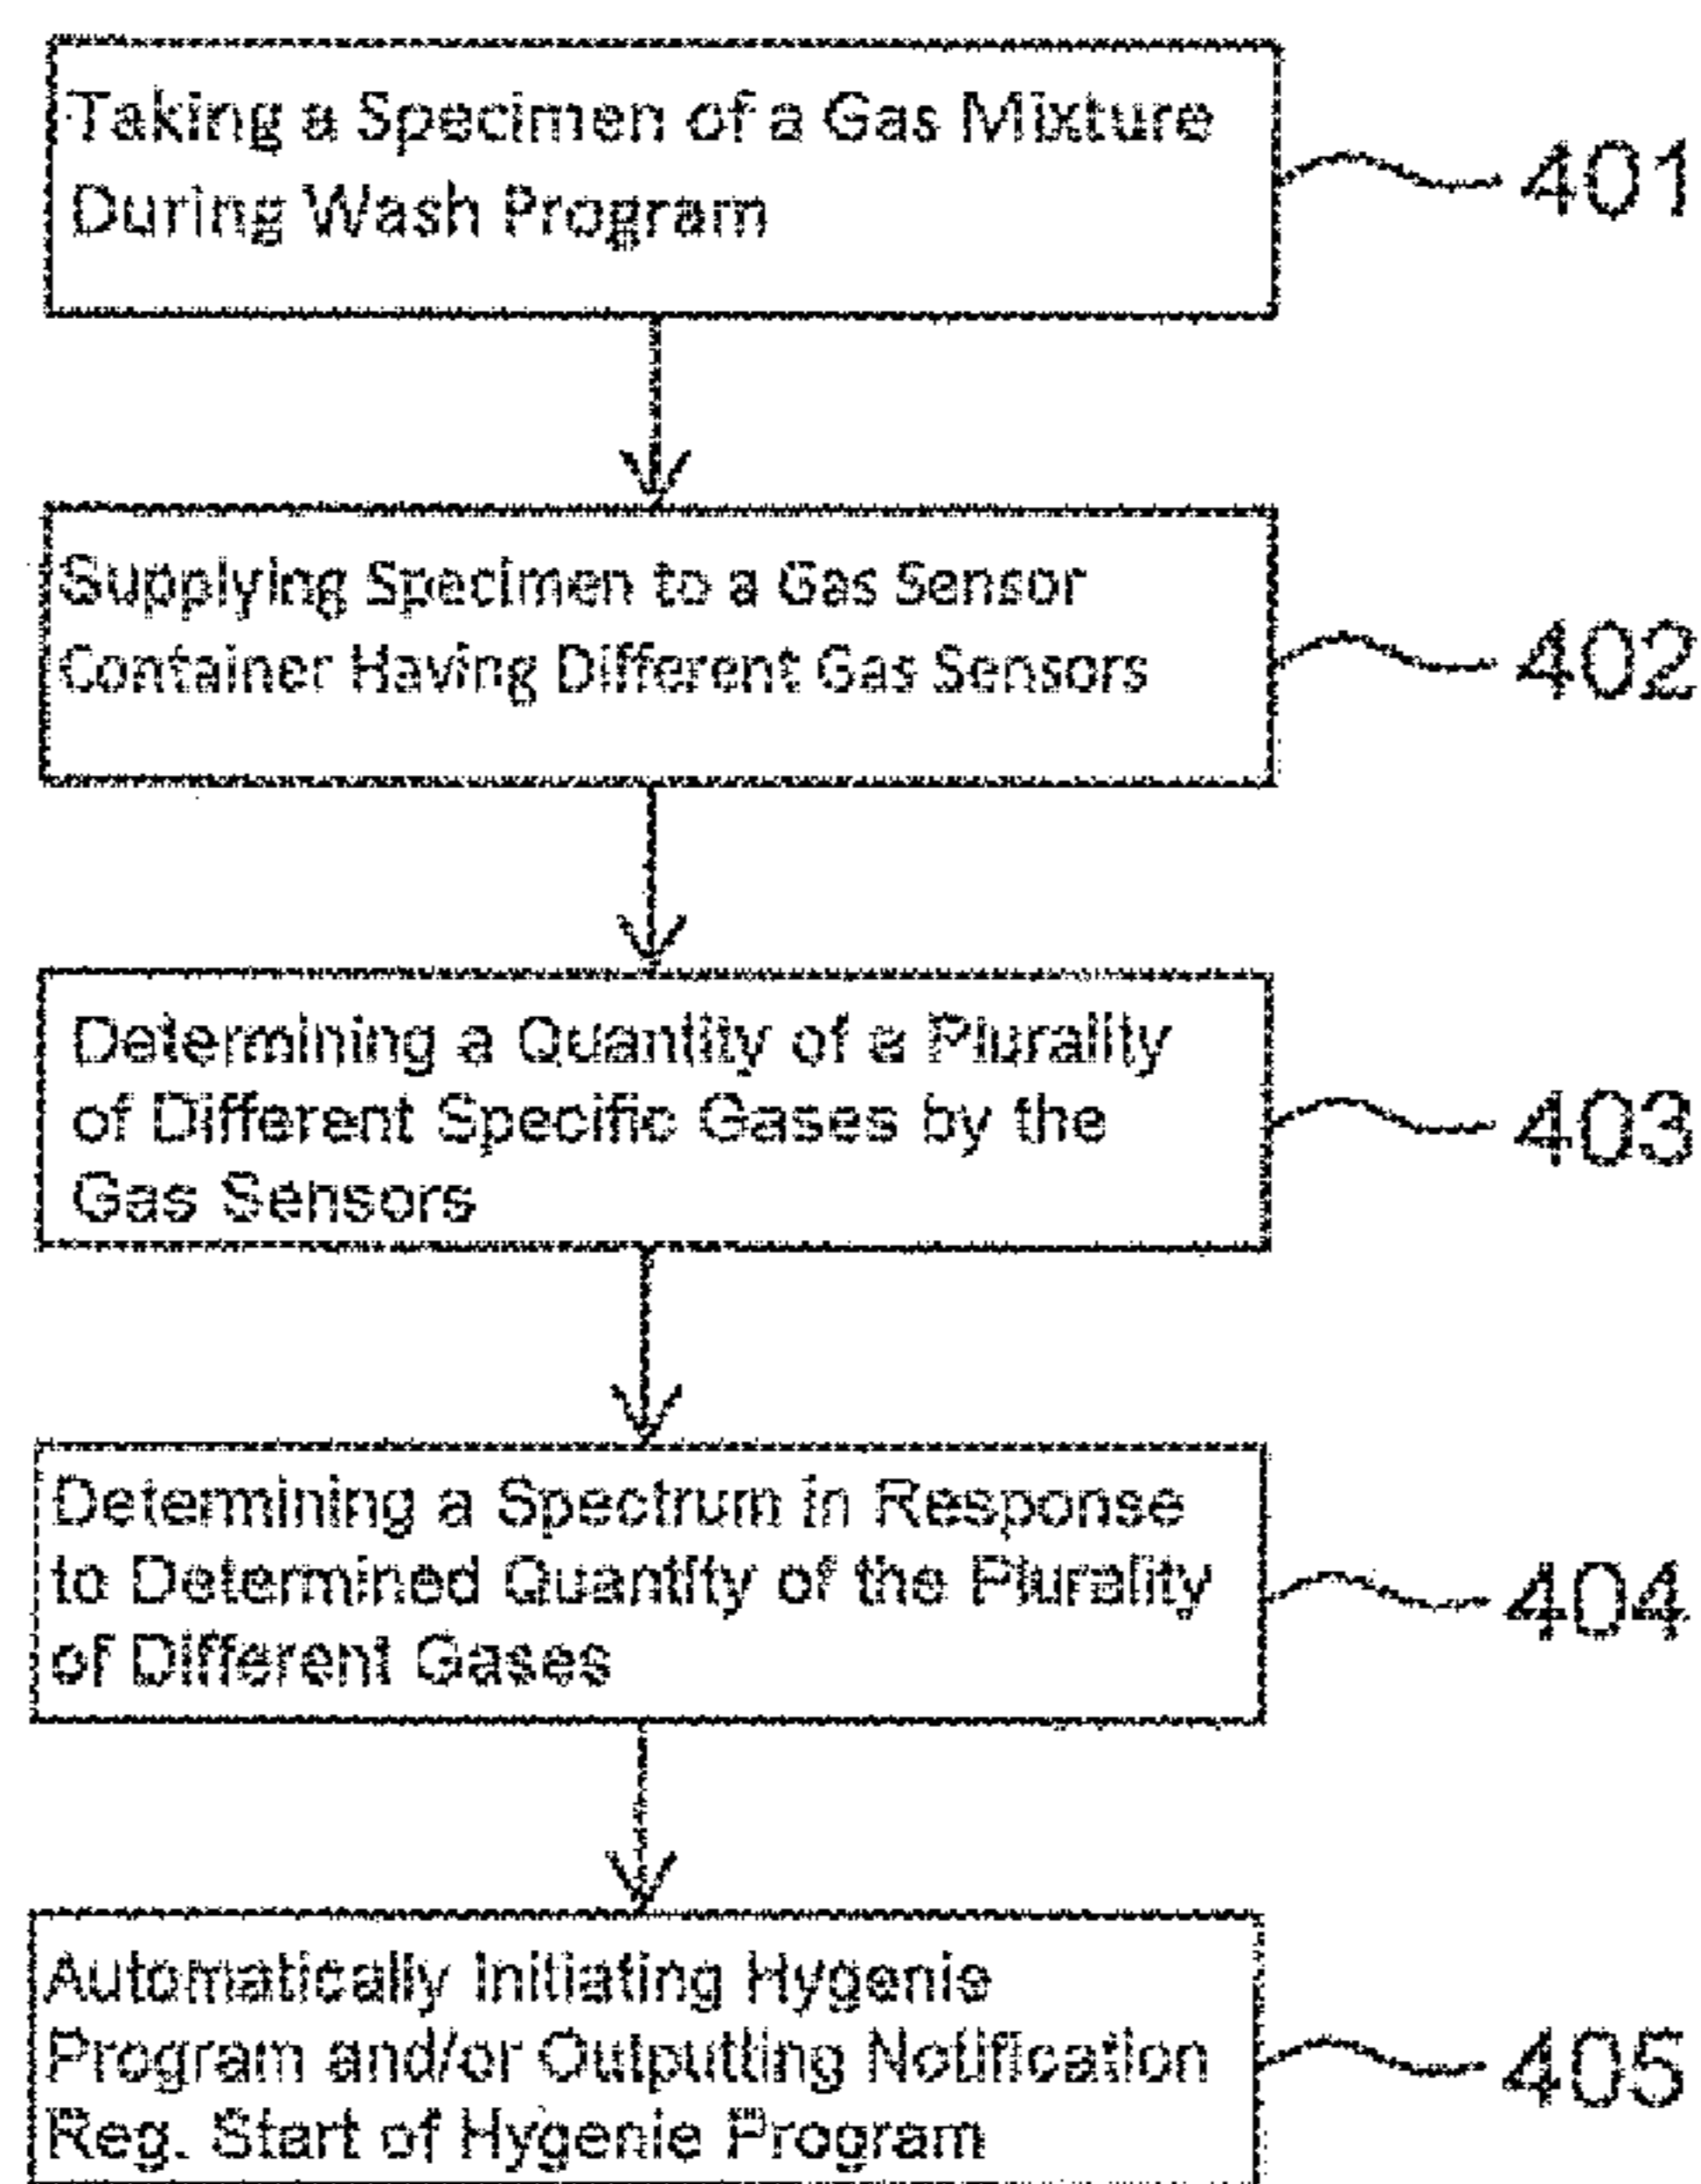 Taking a Specimen of a Gas Mixture
During Wash Program
401
Supplying Specimen to a Gas Sensor
Container Having Different Gas Sensors
402
Determining a Quantity of a Plurality
of Different Specific Gases by the
Gas Sensors
403
Determining a Spectrum in Response
to Determined Quantity of the Plurality
of Different Gases
404
Automatically Initiating Hygenie
Program and/or Outputting Notification
Reg. Start of Hygenie Program
405